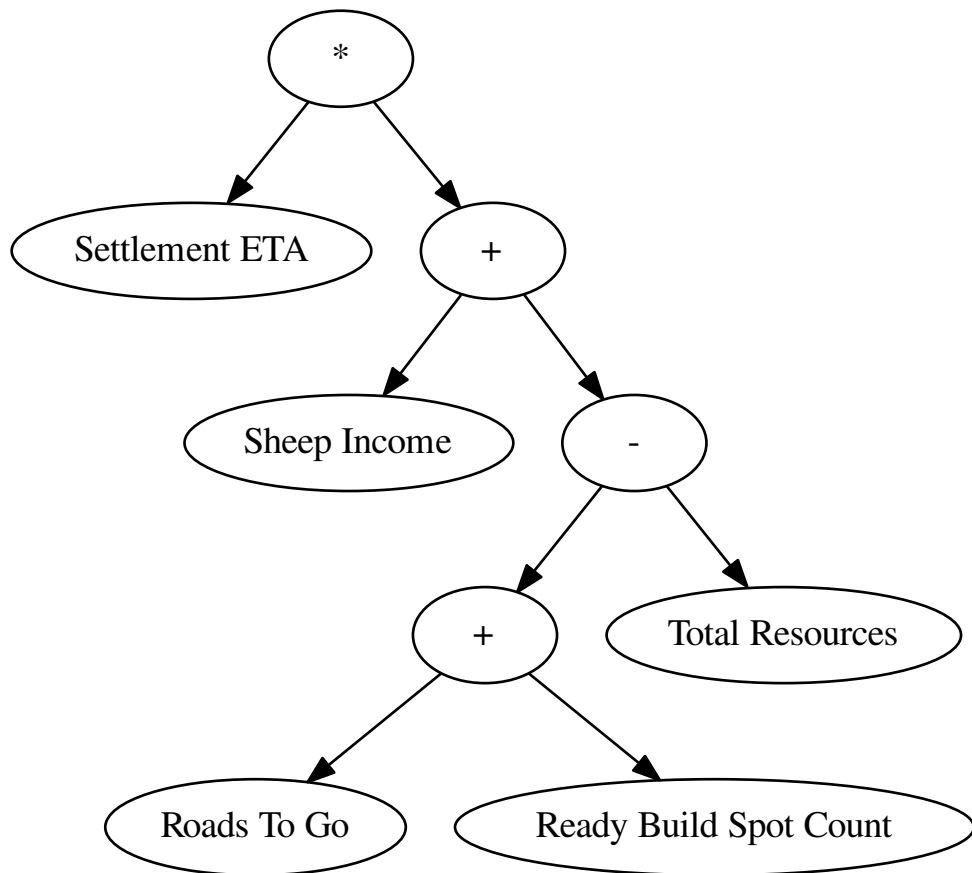 *
Settlement ETA
+
Sheep Income
-
+
Total Resources
Roads To Go
Ready Build Spot Count